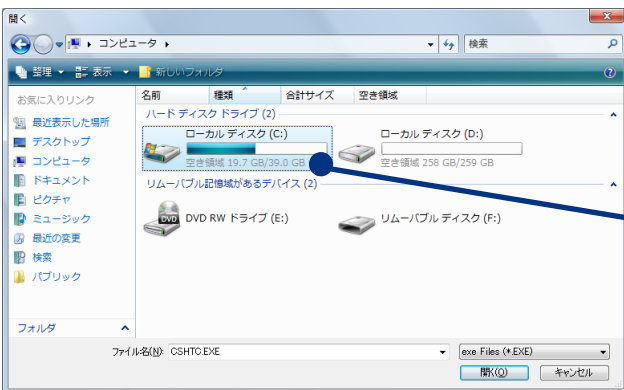 開く
コンピュータ
検索
整理 表示 新しいフォルダ
お気に入りリンク
最近表示した場所
デスクトップ
コンピュータ
ドキュメント
ピクチャ
ミュージック
最近の変更
検索
パブリック
フォルダ
名前 種類 合計サイズ 空き領域
ハード ディスク ドライブ (2)
ローカル ディスク (C:)
空き領域 19.7 GB/39.0 GB
ローカル ディスク (D:)
空き領域 258 GB/259 GB
リムーバブル記憶域があるデバイス (2)
DVD
DVD RW ドライブ (E:)
リムーバブル ディスク (F:)
ファイル名(N): CSHTC.EXE
exe Files (*.EXE)
開く(O) キャンセル